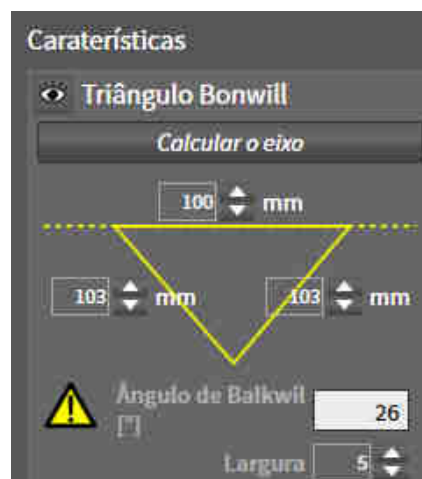 Caraterísticas
Triângulo Bonwill
Calcular o eixo
100 mm
103 mm 103 mm
Ângulo de Balkwil
[°] 26
Largura 5